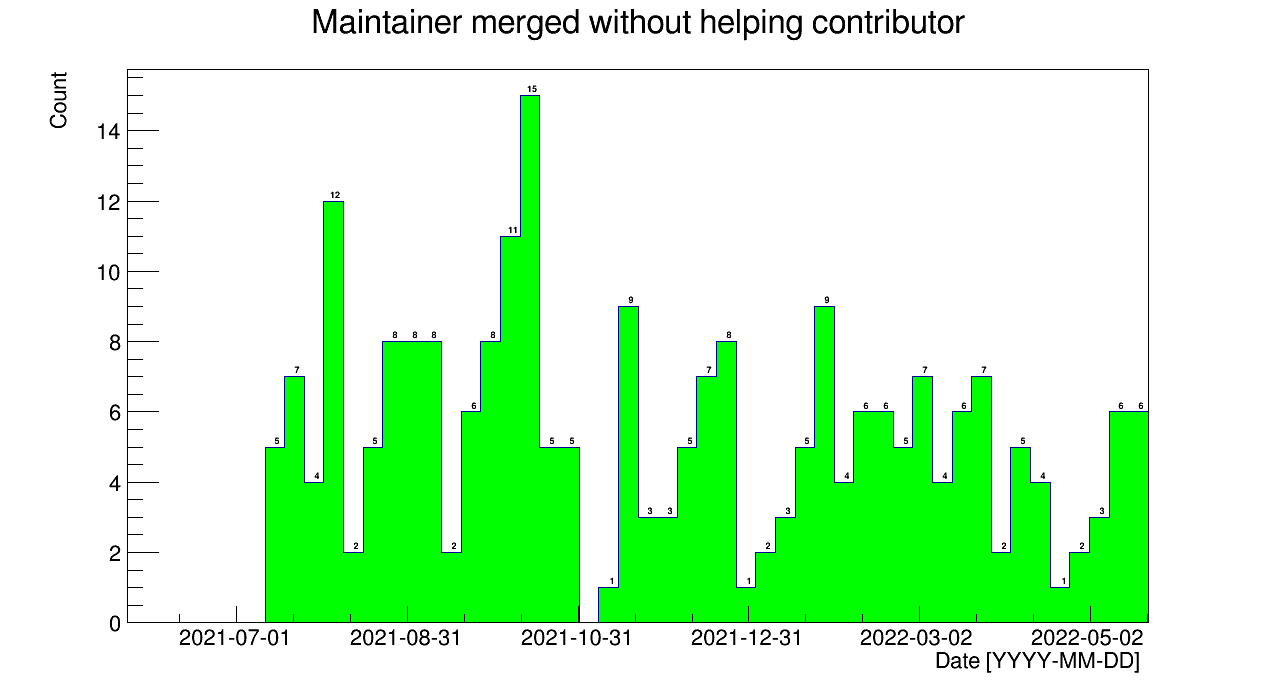 Maintainer merged without helping contributor
Count
14
12
10
8
6
4
2
0
5 7 4 12 2 5 8 8 8 2 6 8 11 15 5 5 1 9 3 3 5 7 8 1 2 3 5 9 4 6 6 5 7 4 6 7 2 5 4 1 2 3 6 6
2021-07-01 2021-08-31 2021-10-31 2021-12-31 2022-03-02 2022-05-02
Date [YYYY-MM-DD]